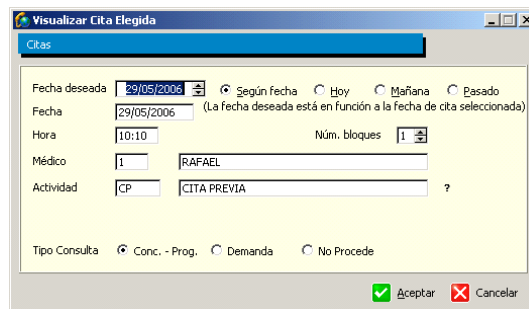 Visualizar Cita Elegida
Citas
Fecha deseada 29/05/2006 Según fecha Hoy Mañana Pasado
Fecha 29/05/2006 (La fecha deseada está en función a la fecha de cita seleccionada)
Hora 10:10 Núm. bloques 1
Médico 1 RAFAEL
Actividad CP CITA PREVIA ?
Tipo Consulta Conc. - Prog. Demanda No Procede
Aceptar Cancelar